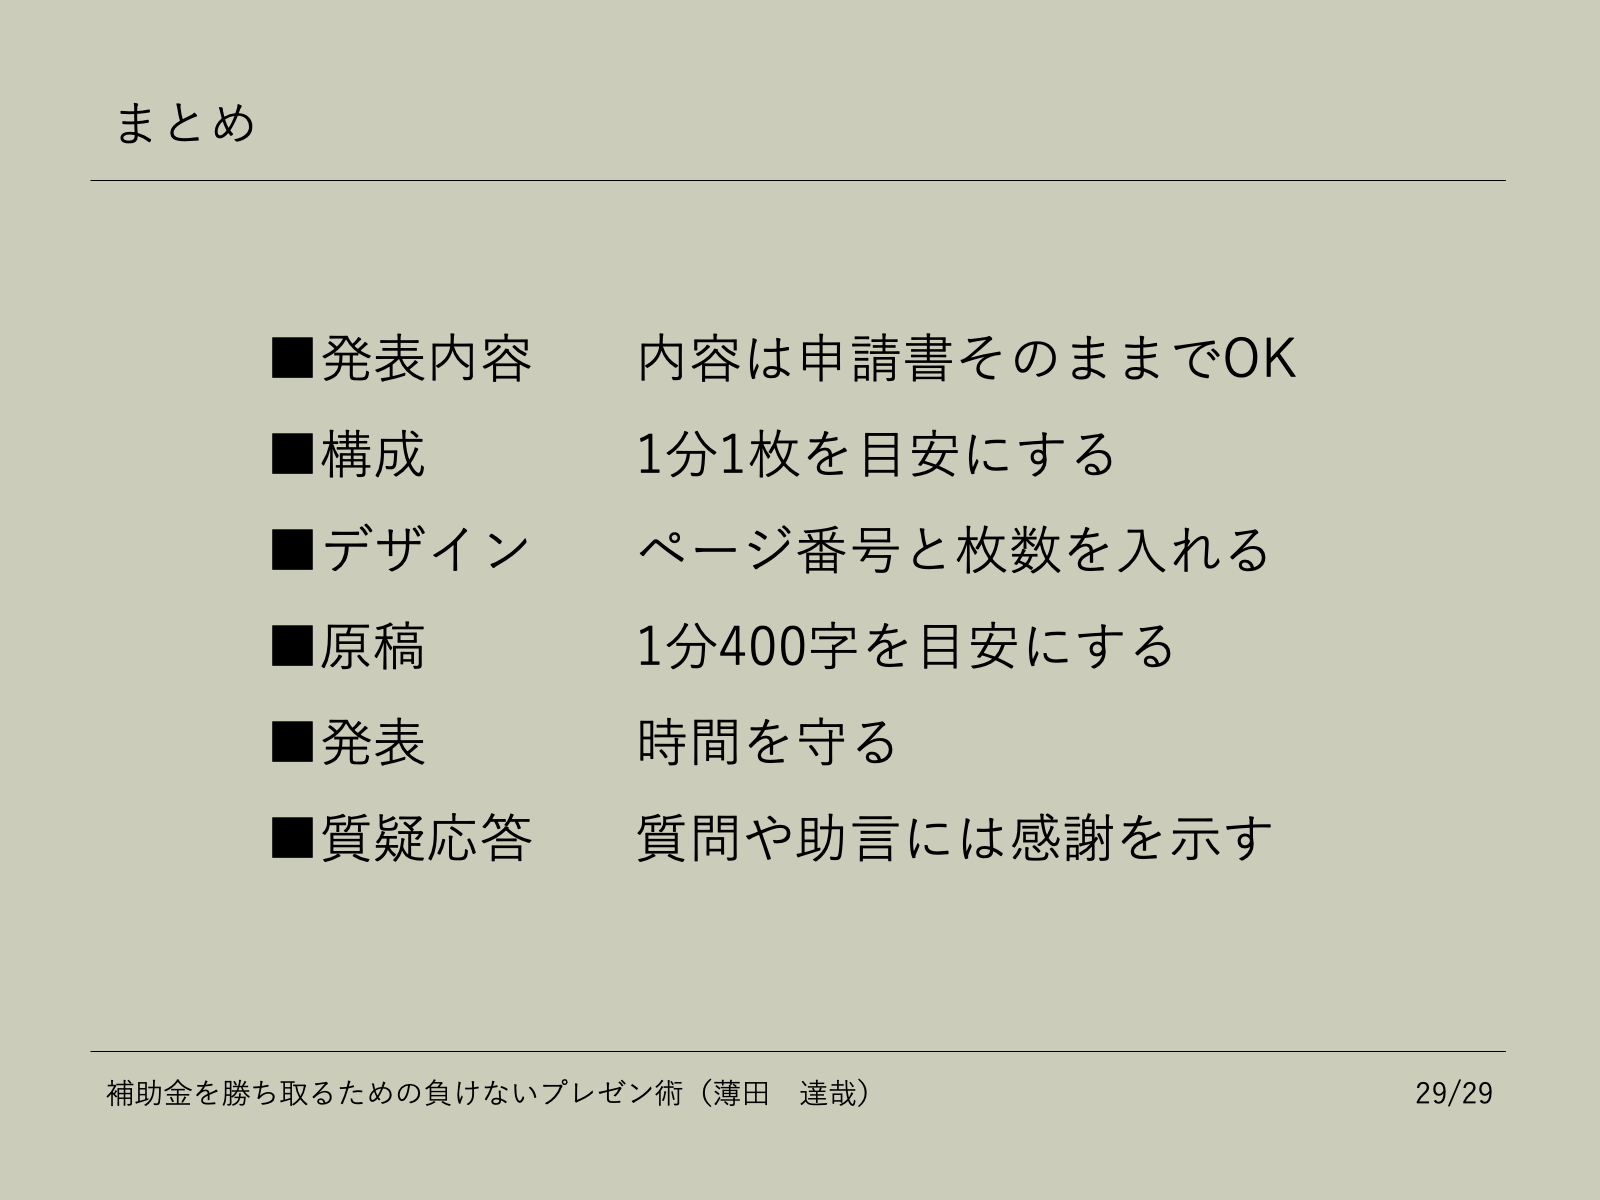 まとめ
■発表内容　　内容は申請書そのままでOK
■構成　　　　1分1枚を目安にする
■デザイン　　ページ番号と枚数を入れる
■原稿　　　　1分400字を目安にする
■発表　　　　時間を守る
■質疑応答　　質問や助言には感謝を示す
補助金を勝ち取るための負けないプレゼン術（薄田　達哉）　29/29